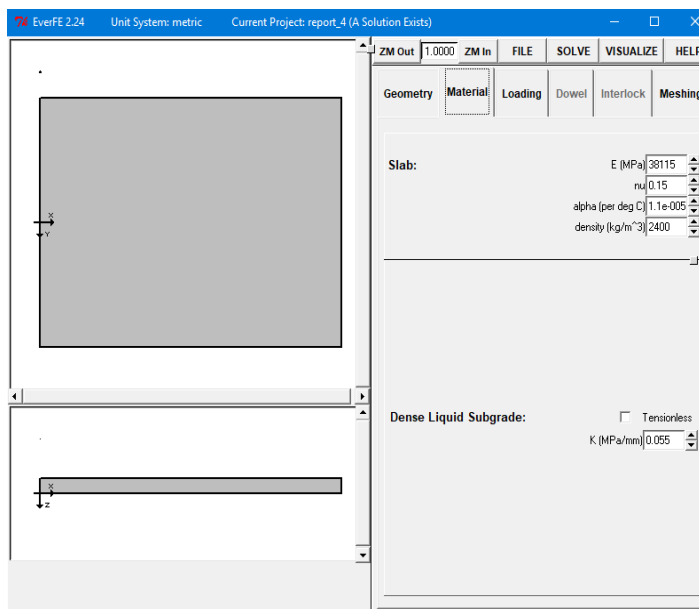 EverFE 2.24 Unit System: metric Current Project: report_4 (A Solution Exists)
ZM Out 1.0000 ZM In FILE SOLVE VISUALIZE HELP
Geometry Material Loading Dowel Interlock Meshing
Slab: E (MPa) 38115
nu 0.15
alpha (per deg C) 1.1e-005
density (kg/m^3) 2400
X
Y
Dense Liquid Subgrade: Tensionless
K (MPa/mm) 0.055
X
Z